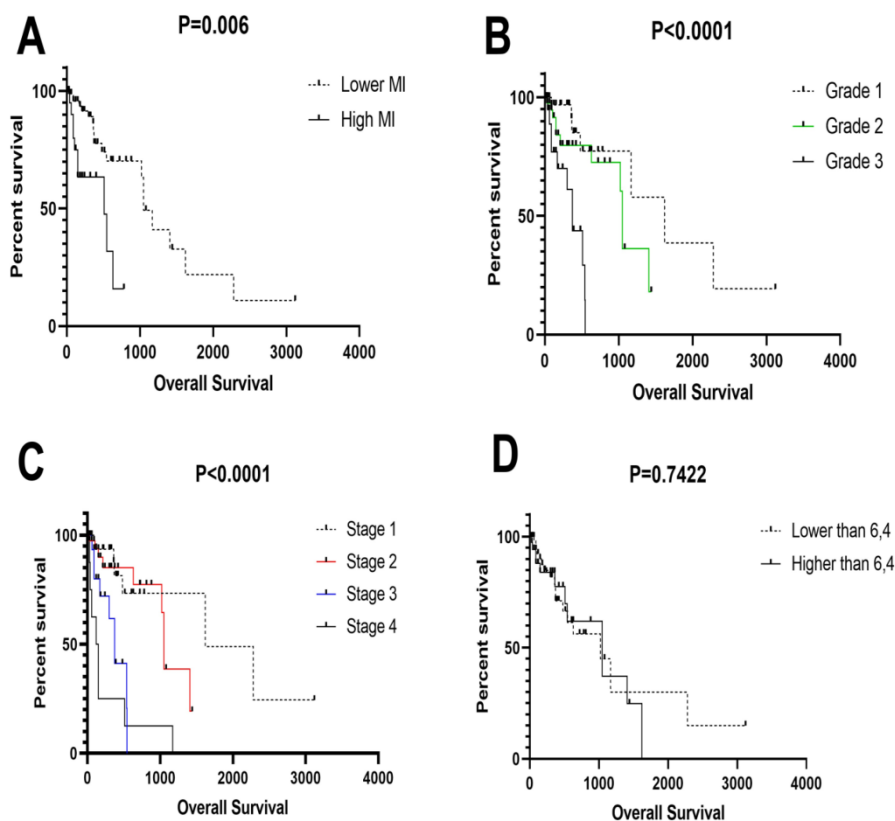 A
P=0.006
Percent survival
100
50
0
0 1000 2000 3000 4000
Overall Survival
Lower MI
High MI
B
P<0.0001
Percent survival
100
50
0
0 1000 2000 3000 4000
Overall Survival
Grade 1
Grade 2
Grade 3
C
P<0.0001
Percent survival
100
50
0
0 1000 2000 3000 4000
Overall Survival
Stage 1
Stage 2
Stage 3
Stage 4
D
P=0.7422
Percent survival
100
50
0
0 1000 2000 3000 4000
Overall Survival
Lower than 6,4
Higher than 6,4